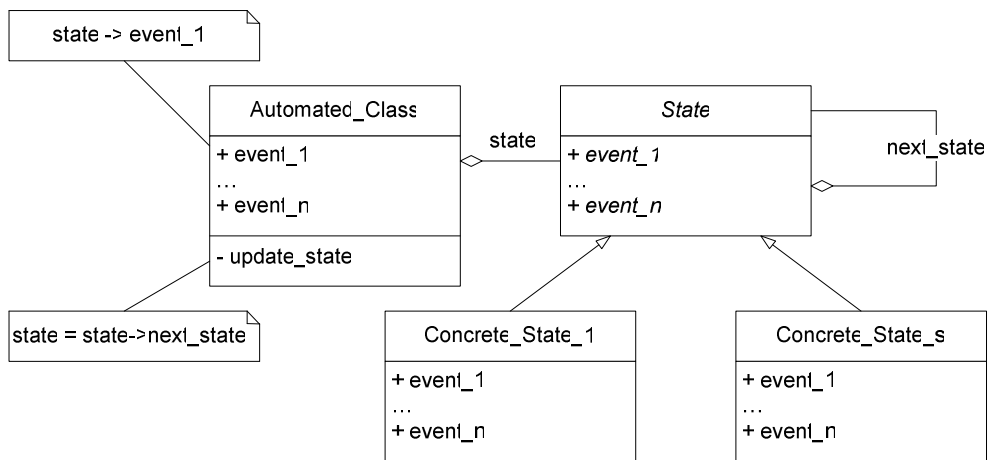 state -> event_1
Automated_Class
+ event_1
...
+ event_n
- update_state
state
State
+ event_1
...
+ event_n
next_state
state = state->next_state
Concrete_State_1
+ event_1
...
+ event_n
Concrete_State_s
+ event_1
...
+ event_n